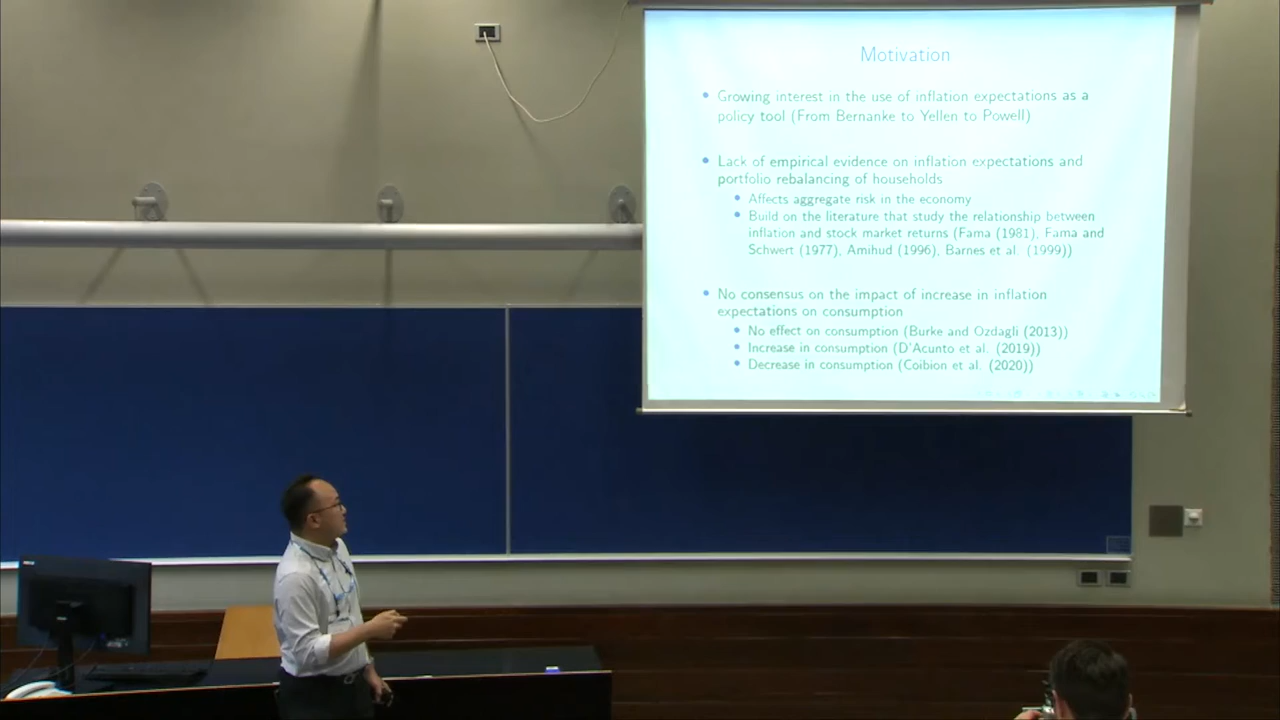 Motivation
Growing interest in the use of inflation expectations as a
policy tool (From Bernanke to Yellen to Powell)
Lack of empirical evidence on inflation expectations and
portfolio rebalancing of households
Affects aggregate risk in the economy
Build on the literature that study the relationship between
inflation and stock market returns (Fama (1981), Fama and
Schwert (1977), Amihud (1996), Barnes et al. (1999))
No consensus on the impact of increase in inflation
expectations on consumption
No effect on consumption (Burke and Ozdagli (2013))
Increase in consumption (D'Acunto et al. (2019))
Decrease in consumption (Coibion et al. (2020))